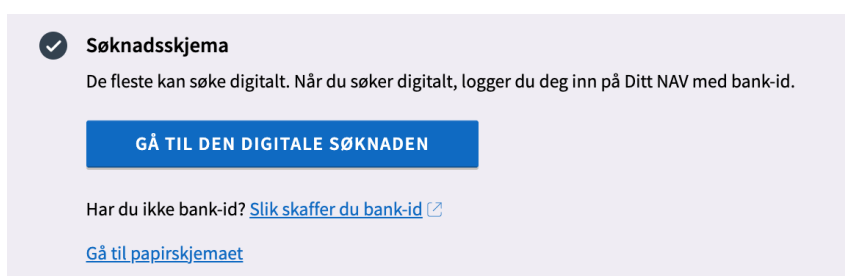 Søknadsskjema
De fleste kan søke digitalt. Når du søker digitalt, logger du deg inn på Ditt NAV med bank-id.
GÅ TIL DEN DIGITALE SØKNADEN
Har du ikke bank-id? Slik skaffer du bank-id
Gå til papirskjemaet